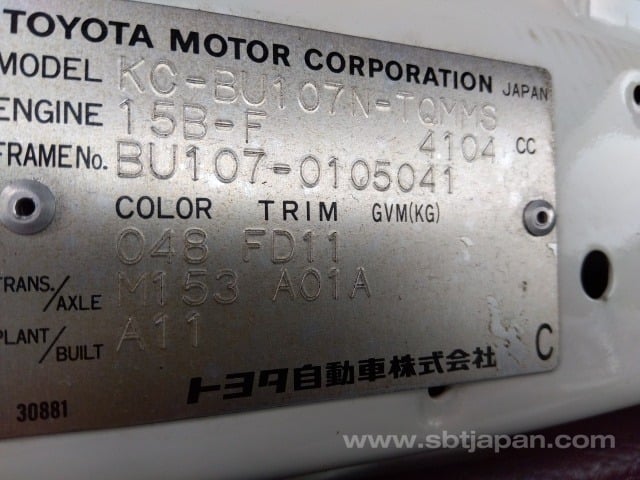 TOYOTA MOTOR CORPORATION JAPAN
MODEL KC-BU107N-TQMMS
ENGINE 15B-F 4104 CC
FRAME No. BU107-0105041
COLOR TRIM GVM(KG)
048 FD11
TRANS./AXLE M153 A01A
PLANT/BUILT A11
トヨタ自動車株式会社 C
30881
www.sbtjapan.com